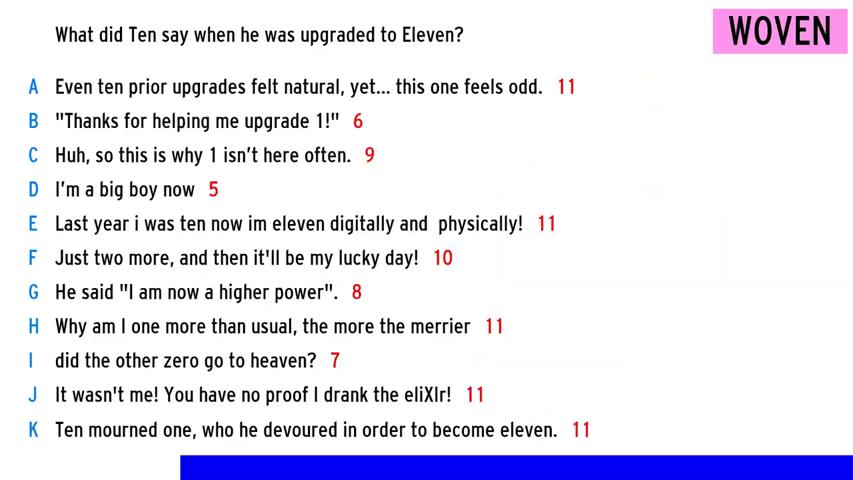 What did Ten say when he was upgraded to Eleven?
WOVEN
A Even ten prior upgrades felt natural, yet... this one feels odd. 11
B "Thanks for helping me upgrade 1!" 6
C Huh, so this is why 1 isn't here often. 9
D I'm a big boy now 5
E Last year i was ten now im eleven digitally and  physically! 11
F Just two more, and then it'll be my lucky day! 10
G He said "I am now a higher power". 8
H Why am I one more than usual, the more the merrier 11
I did the other zero go to heaven? 7
J It wasn't me! You have no proof I drank the eliXIr! 11
K Ten mourned one, who he devoured in order to become eleven. 11